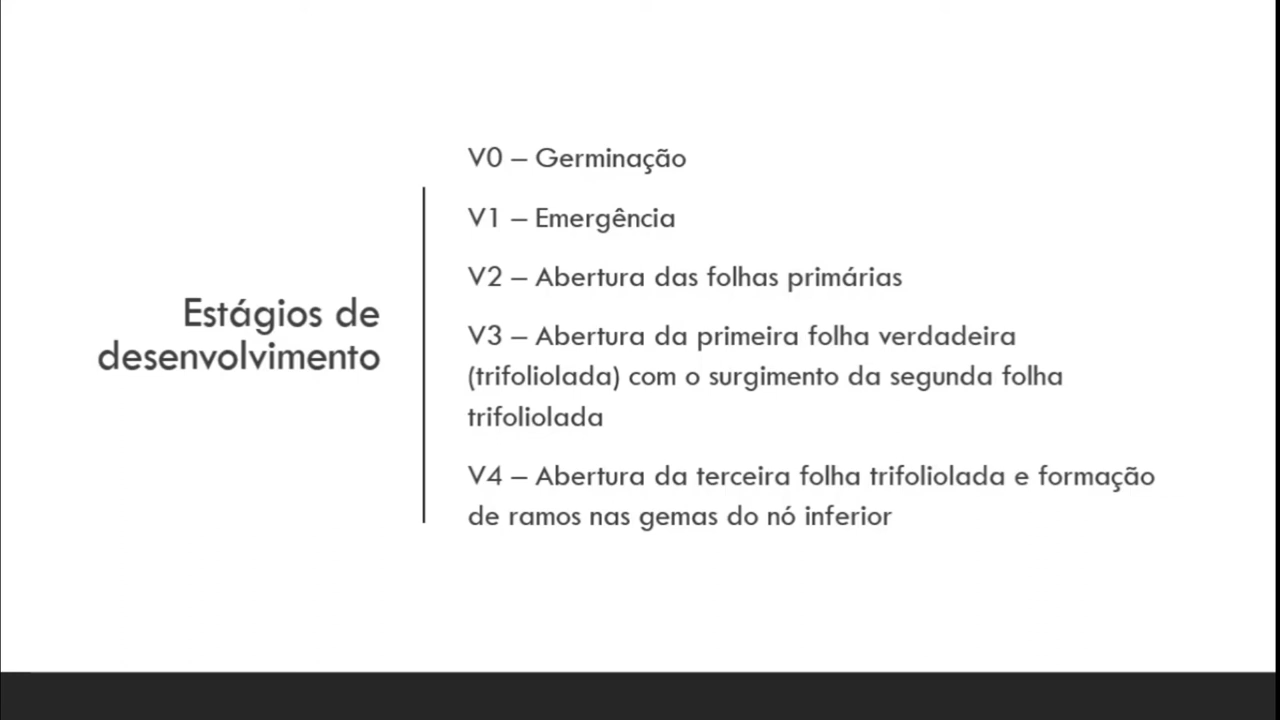 Estágios de
desenvolvimento
V0 – Germinação
V1 – Emergência
V2 – Abertura das folhas primárias
V3 – Abertura da primeira folha verdadeira
(trifoliolada) com o surgimento da segunda folha
trifoliolada
V4 – Abertura da terceira folha trifoliolada e formação
de ramos nas gemas do nó inferior